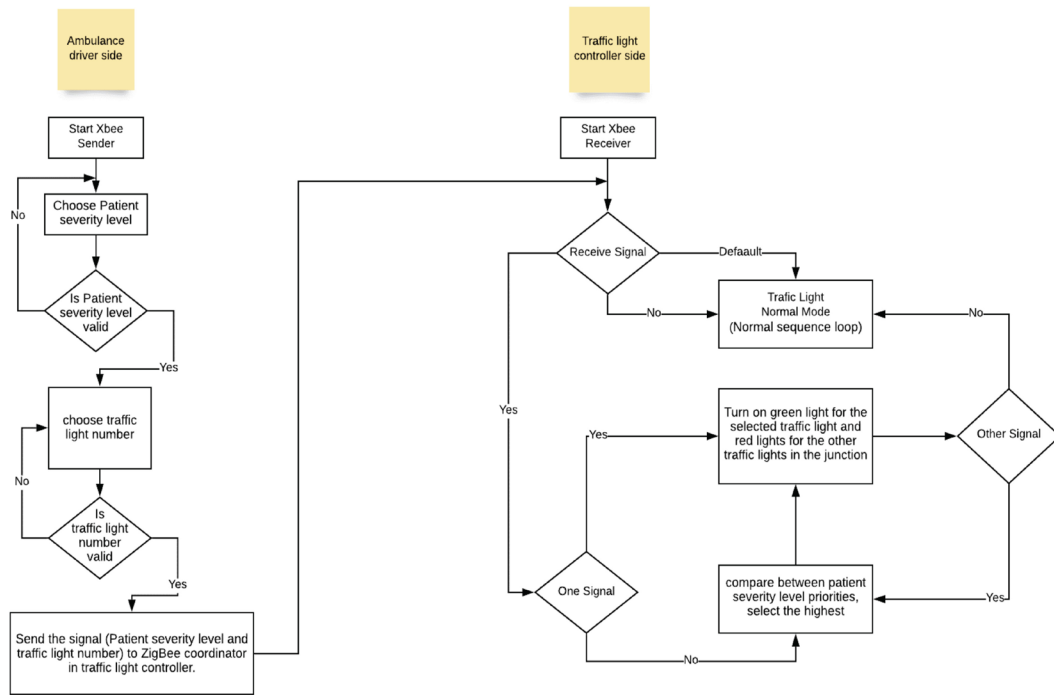 Ambulance
driver side
Start Xbee
Sender
No
Choose Patient
severity level
Is Patient
severity level
valid
Yes
choose traffic
light number
No
Is
traffic light
number
valid
Yes
Send the signal (Patient severity level and
traffic light number) to ZigBee coordinator
in traffic light controller.
Traffic light
controller side
Start Xbee
Receiver
Receive Signal
Defaault
No
Trafic Light
Normal Mode
(Normal sequence loop)
No
Yes
Yes
Turn on green light for the
selected traffic light and
red lights for the other
traffic lights in the junction
Other Signal
One Signal
compare between patient
severity level priorities,
select the highest
Yes
No